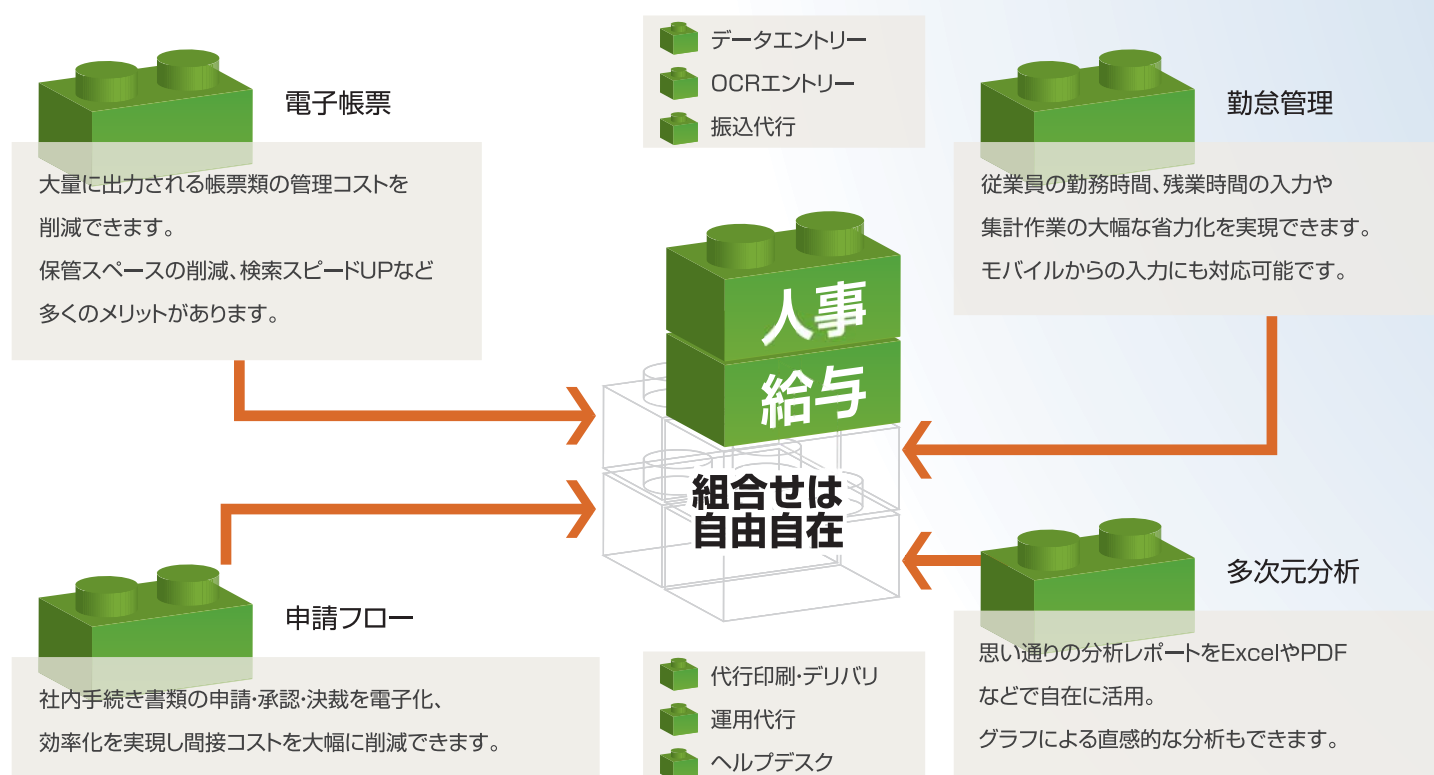 電子帳票
大量に出力される帳票類の管理コストを
削減できます。
保管スペースの削減、検索スピードUPなど
多くのメリットがあります。
データエントリー
OCRエントリー
振込代行
勤怠管理
従業員の勤務時間、残業時間の入力や
集計作業の大幅な省力化を実現できます。
モバイルからの入力にも対応可能です。
人事
給与
組合せは
自由自在
申請フロー
社内手続き書類の申請・承認・決裁を電子化、
効率化を実現し間接コストを大幅に削減できます。
代行印刷・デリバリ
運用代行
ヘルプデスク
多次元分析
思い通りの分析レポートをExcelやPDF
などで自在に活用。
グラフによる直感的な分析もできます。